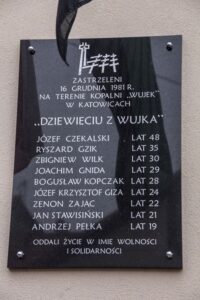 ZASTRZELENI
16 GRUDNIA 1981 R.
NA TERENIE KOPALNI „WUJEK"
W KATOWICACH
„DZIEWIĘCIU Z WUJKA"
JÓZEF CZEKALSKI LAT 48
RYSZARD GZIK LAT 35
ZBIGNIEW WILK LAT 30
JOACHIM GNIDA LAT 29
BOGUSŁAW KOPCZAK LAT 28
JÓZEF KRZYSZTOF GIZA LAT 24
ZENON ZAJĄC LAT 22
JAN STAWISIŃSKI LAT 21
ANDRZEJ PEŁKA LAT 19
ODDALI ŻYCIE W IMIĘ WOLNOŚCI
I SOLIDARNOŚCI